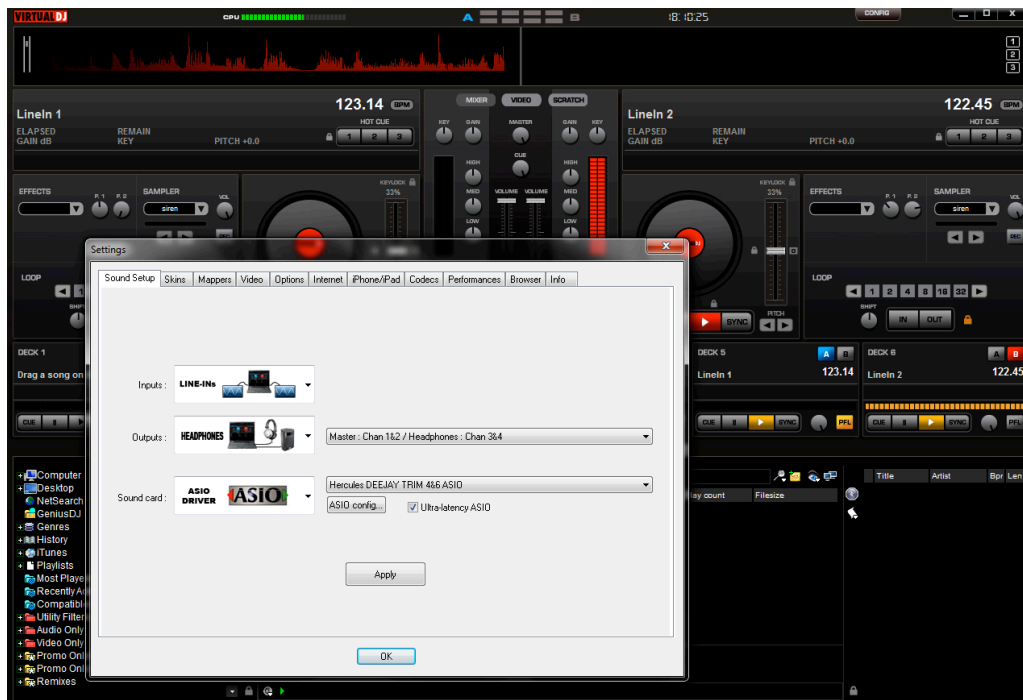 VIRTUAL DJ
CPU
A B
18:10:25
CONFIG
1
2
3
LineIn 1
123.14 BPM
HOT CUE
ELAPSED REMAIN
GAIN dB KEY PITCH +0.0
1 2 3
MIXER VIDEO SCRATCH
KEY GAIN MASTER GAIN KEY
CUE
HIGH HIGH
MED VOLUME VOLUME MED
LOW LOW
LineIn 2
122.45 BPM
HOT CUE
ELAPSED REMAIN
GAIN dB KEY PITCH +0.0
1 2 3
EFFECTS P. 1 P. 2 SAMPLER VOL
siren
REC
KEYLOCK
33%
KEYLOCK
33%
EFFECTS P. 1 P. 2 SAMPLER VOL
siren
REC
LOOP
SHIFT
LOOP
1 2 4 8 16 32
SHIFT
IN OUT
SYNC
PITCH
DECK 1
Drag a song on
CUE II
DECK 5 A B
LineIn 1 123.14
CUE II SYNC PFL
DECK 6 A B
LineIn 2 122.45
CUE II SYNC PFL
Settings
Sound Setup Skins Mappers Video Options Internet iPhone/iPad Codecs Performances Browser Info
Inputs : LINE-INs
Outputs : HEADPHONES Master : Chan 1&2 / Headphones : Chan 3&4
Sound card : ASIO DRIVER ASIO Hercules DEEJAY TRIM 4&6 ASIO
ASIO config... Ultra-latency ASIO
Apply
OK
Computer
Desktop
NetSearch
GeniusDJ
Genres
History
iTunes
Playlists
Most Playe
Recently Ad
Compatibl
Utility Filter
Audio Only
Video Only
Promo Onl
Promo Onl
Remixes
lay count Filesize
Title Artist Bpr Len